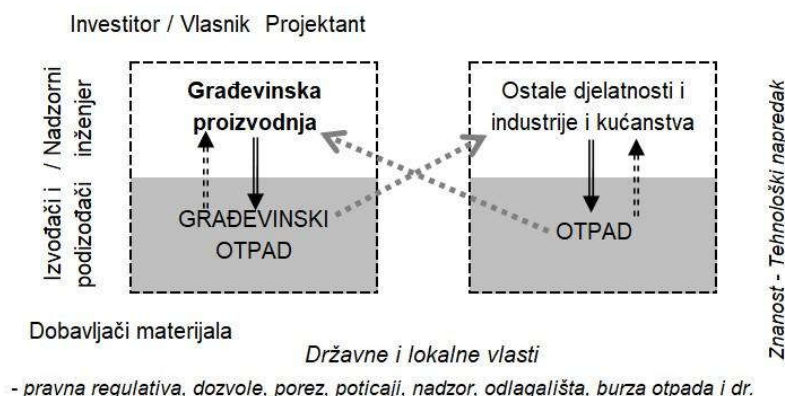 Investitor / Vlasnik Projektant
Građevinska
proizvodnja
Ostale djelatnosti i
industrije i kućanstva
Izvođači i / Nadzorni
podizođači inženjer
GRAĐEVINSKI
OTPAD
OTPAD
Znanost - Tehnološki napredak
Dobavljači materijala
Državne i lokalne vlasti
- pravna regulativa, dozvole, porez, poticaji, nadzor, odlagališta, burza otpada i dr.